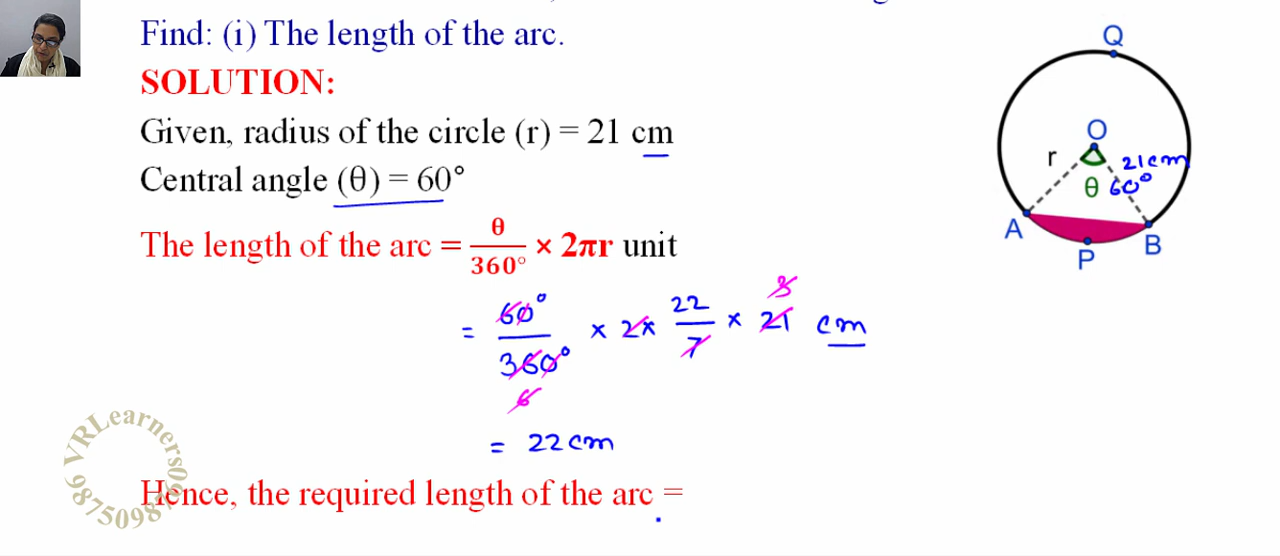 Find: (i) The length of the arc.
SOLUTION:
Given, radius of the circle (r) = 21 cm
Central angle (θ) = 60°
The length of the arc = θ/360° × 2πr unit
= 60°/360° × 2 × 22/7 × 21 cm
3
6
= 22 cm
Hence, the required length of the arc =
Q
O
r
21cm
θ 60°
A
B
P
VRLearners
9875098760